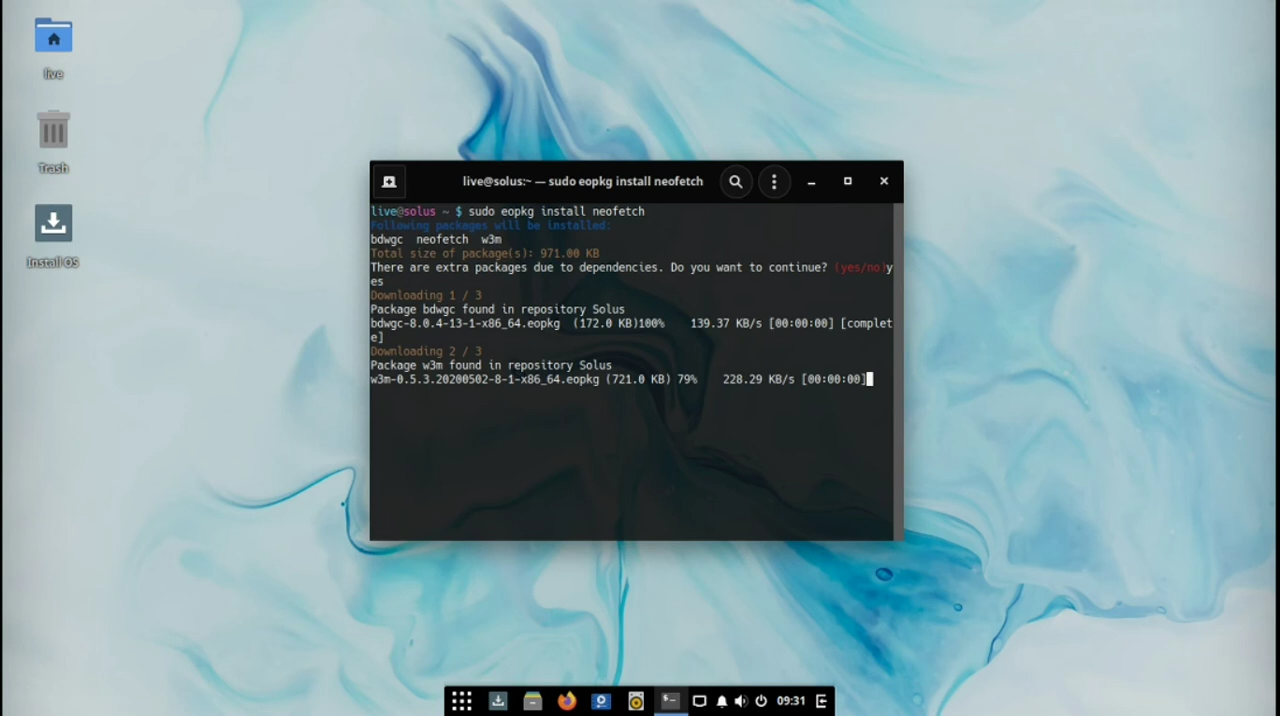 live
Trash
Install OS
live@solus:~ — sudo eopkg install neofetch
live@solus ~ $ sudo eopkg install neofetch
Following packages will be installed:
bdwgc  neofetch  w3m
Total size of package(s): 971.00 KB
There are extra packages due to dependencies. Do you want to continue? (yes/no)y
es
Downloading 1 / 3
Package bdwgc found in repository Solus
bdwgc-8.0.4-13-1-x86_64.eopkg  (172.0 KB)100%    139.37 KB/s [00:00:00] [complet
e]
Downloading 2 / 3
Package w3m found in repository Solus
w3m-0.5.3.20200502-8-1-x86_64.eopkg (721.0 KB) 79%    228.29 KB/s [00:00:00]
09:31